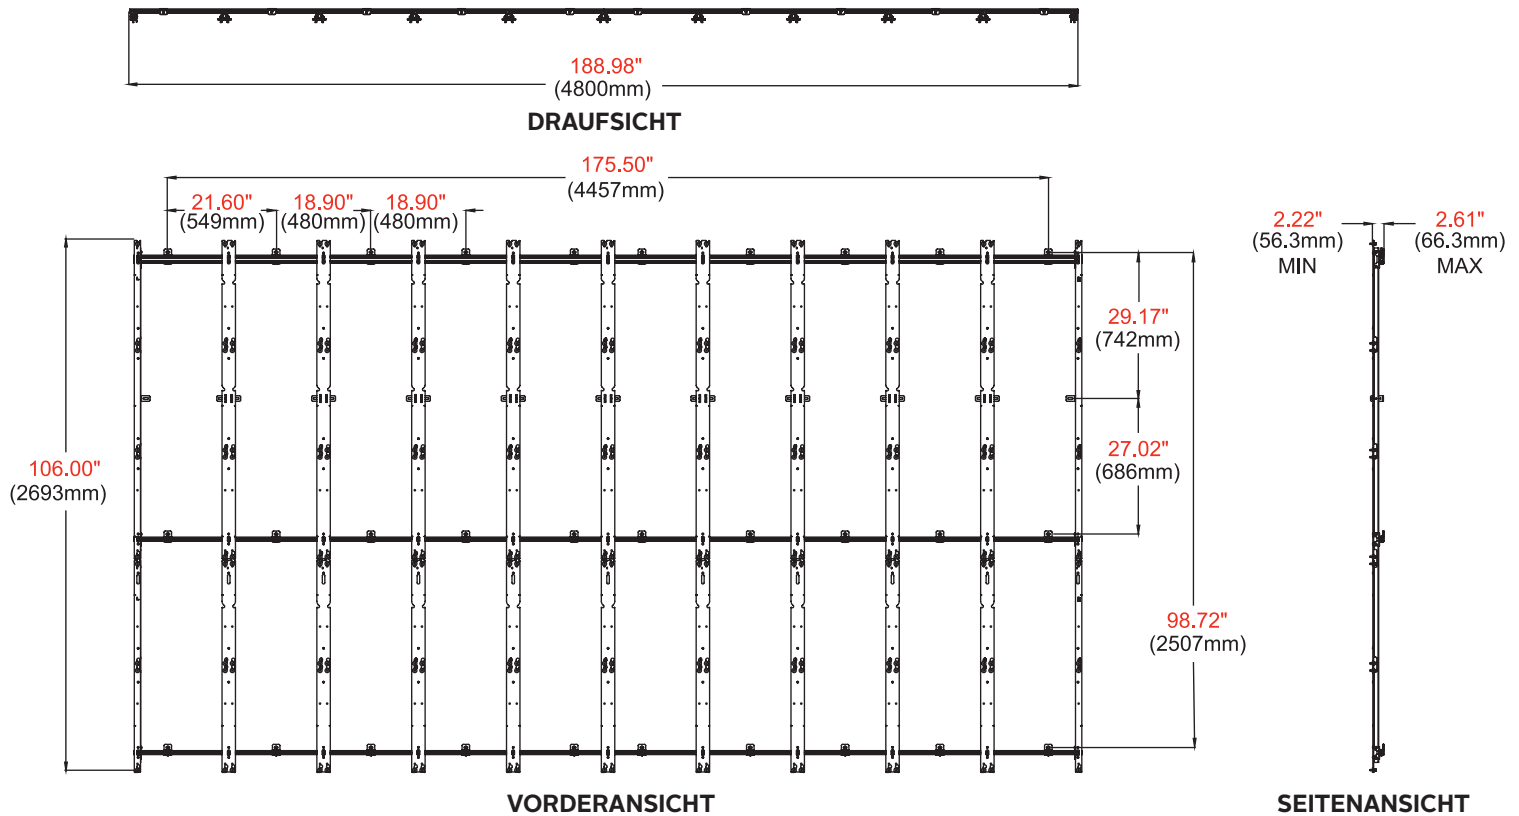 188.98"
(4800mm)
DRAUFSICHT
175.50"
(4457mm)
21.60"
(549mm)
18.90"
(480mm)
18.90"
(480mm)
2.22"
(56.3mm)
MIN
2.61"
(66.3mm)
MAX
29.17"
(742mm)
27.02"
(686mm)
106.00"
(2693mm)
98.72"
(2507mm)
VORDERANSICHT
SEITENANSICHT